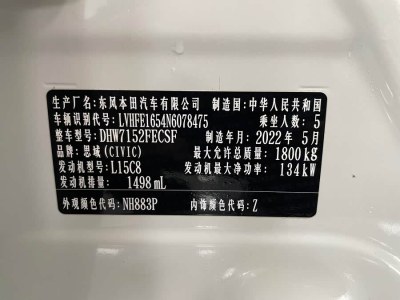 生产厂名：东风本田汽车有限公司 制造国：中华人民共和国
车辆识别代号：LVHFE1654N6078475 乘坐人数：5
整车型号：DHW7152FECSF 制造年月：2022年5月
品牌：思域(CIVIC) 最大允许总质量：1800kg
发动机型号：L15C8 发动机最大净功率：134kW
发动机排量：1498mL
外观颜色代码：NH883P 内饰颜色代码：Z